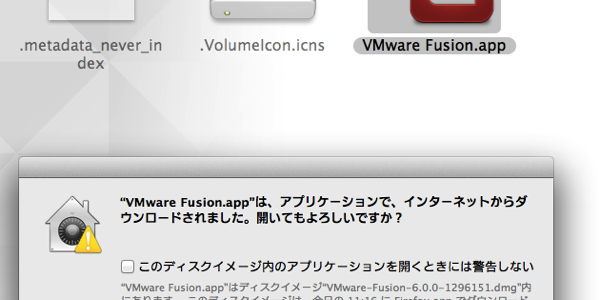 .metadata_never_in
dex
.VolumeIcon.icns
VMware Fusion.app
“VMware Fusion.app”は、アプリケーションで、インターネットからダ
ウンロードされました。開いてもよろしいですか？
このディスクイメージ内のアプリケーションを開くときには警告しない
“VMware Fusion.app”はディスクイメージ“VMware-Fusion-6.0.0-1296151.dmg”内
にあります。このディスクイメージは、今日の 11:16 に Firefox.app でダウンロード